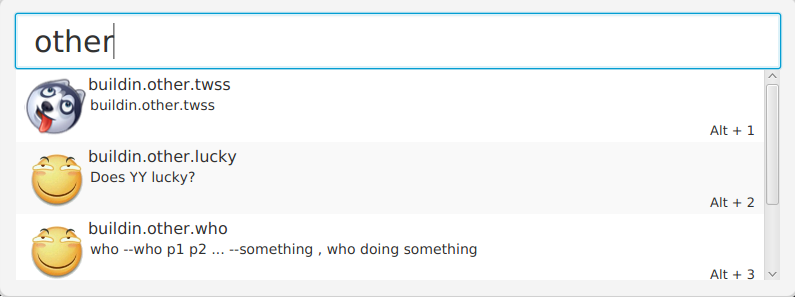 other
buildin.other.twss
buildin.other.twss
Alt + 1
buildin.other.lucky
Does YY lucky?
Alt + 2
buildin.other.who
who --who p1 p2 ... --something , who doing something
Alt + 3